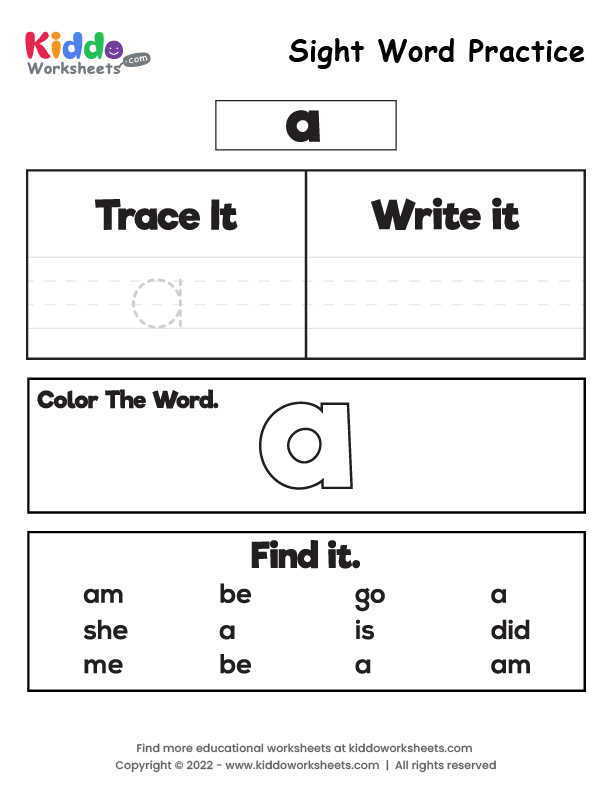 Kiddo
Worksheets .com
Sight Word Practice
a
Trace It
Write it
a
Color The Word.
a
Find it.
am be go a
she a is did
me be a am
Find more educational worksheets at kiddoworksheets.com
Copyright © 2022 - www.kiddoworksheets.com | All rights reserved